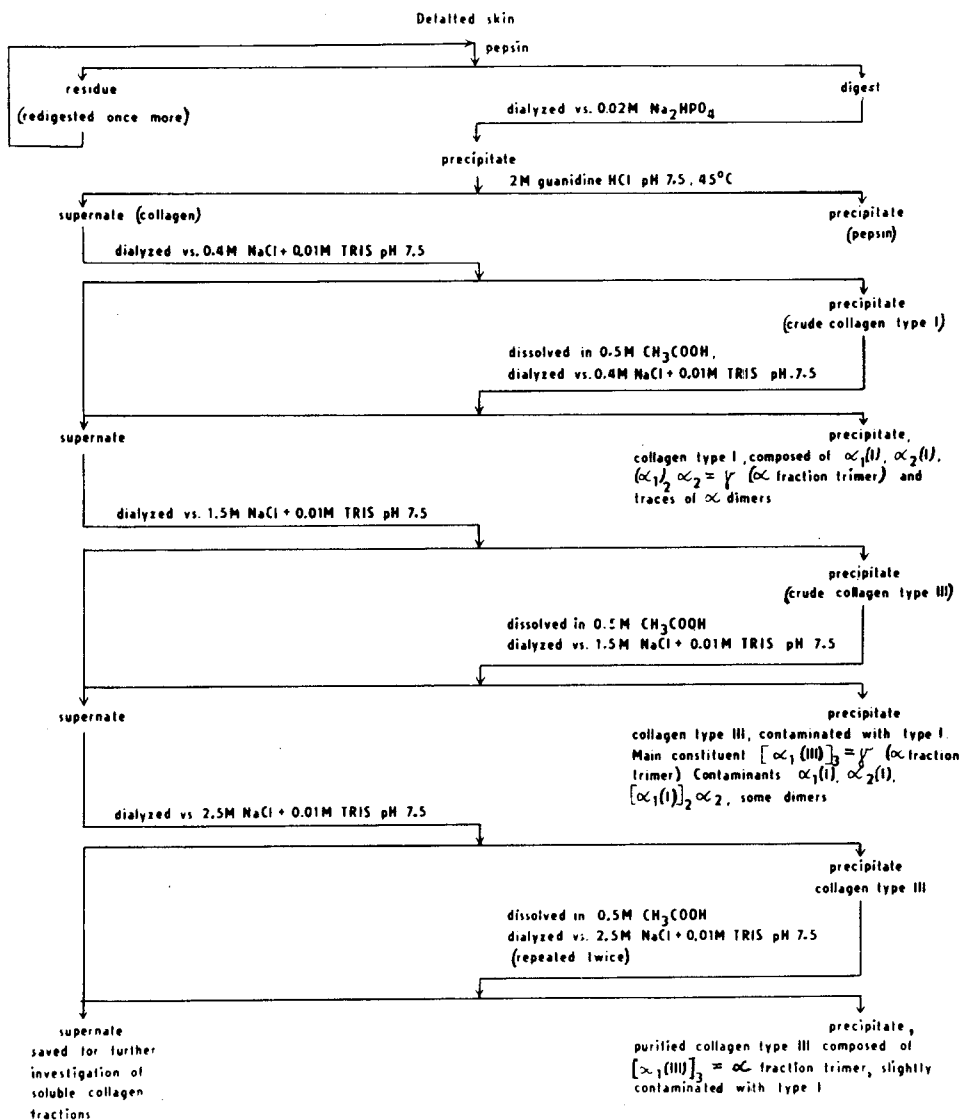 Defatted skin
pepsin
residue
(redigested once more)
digest
dialyzed vs. 0.02M Na2HPO4
precipitate
2M guanidine HCl pH 7.5, 45°C
supernate (collagen)
precipitate
(pepsin)
dialyzed vs. 0.4M NaCl + 0.01M TRIS pH 7.5
precipitate
(crude collagen type I)
dissolved in 0.5M CH3COOH,
dialyzed vs. 0.4M NaCl + 0.01M TRIS pH.7.5
supernate
precipitate,
collagen type I, composed of α1(I), α2(I),
(α1)2 α2 = γ (α fraction trimer) and
traces of α dimers
dialyzed vs. 1.5M NaCl + 0.01M TRIS pH 7.5
precipitate
(crude collagen type III)
dissolved in 0.5M CH3COOH
dialyzed vs. 1.5M NaCl + 0.01M TRIS pH 7.5
supernate
precipitate
collagen type III, contaminated with type I.
Main constituent [α1(III)]3 = γ (α fraction
trimer) Contaminants α1(I), α2(I),
[α1(I)]2 α2, some dimers
dialyzed vs 2.5M NaCl + 0.01M TRIS pH 7.5
precipitate
collagen type III
dissolved in 0.5M CH3COOH
dialyzed vs. 2.5M NaCl + 0.01M TRIS pH 7.5
(repeated twice)
supernate
saved for further
investigation of
soluble collagen
fractions
precipitate,
purified collagen type III composed of
[α1(III)]3 = α fraction trimer, slightly
contaminated with type I